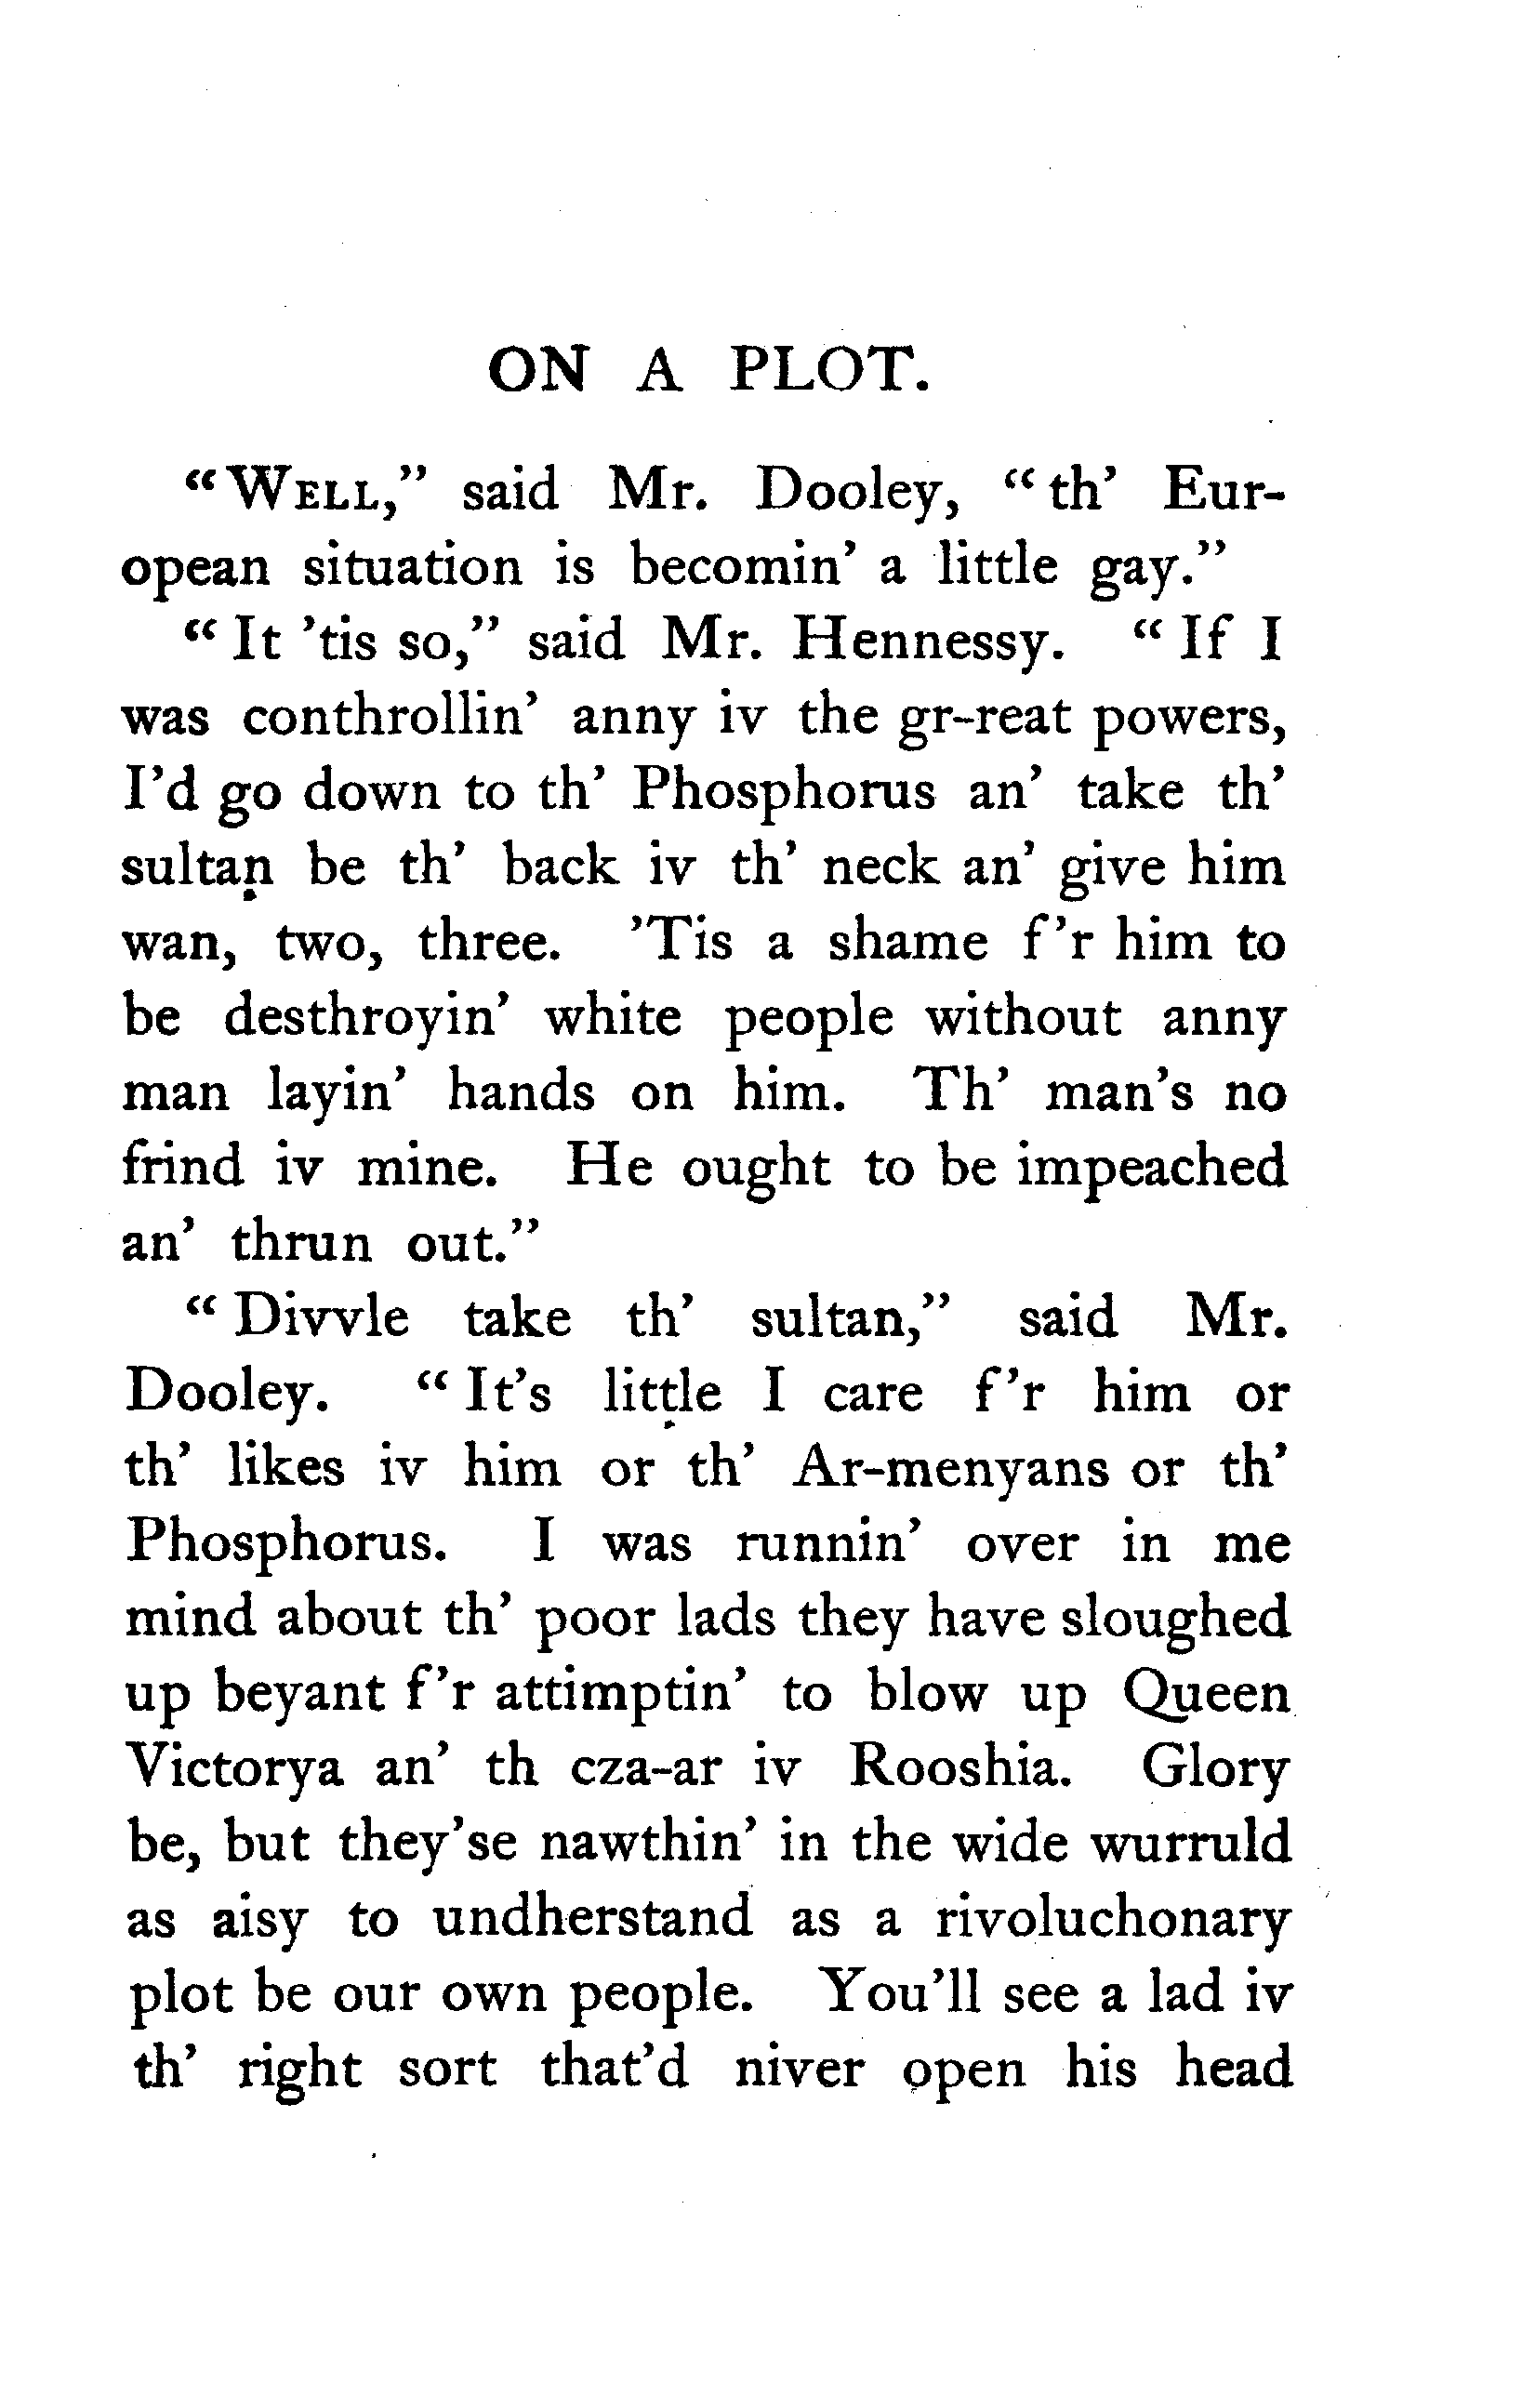 ON A PLOT.
“WELL,” said Mr. Dooley, “th’ Eur-
opean situation is becomin’ a little gay.”
“It ’tis so,” said Mr. Hennessy. “If I
was conthrollin’ anny iv the gr-reat powers,
I’d go down to th’ Phosphorus an’ take th’
sultan be th’ back iv th’ neck an’ give him
wan, two, three. ’Tis a shame f’r him to
be desthroyin’ white people without anny
man layin’ hands on him. Th’ man’s no
frind iv mine. He ought to be impeached
an’ thrun out.”
“Divvle take th’ sultan,” said Mr.
Dooley. “It’s little I care f’r him or
th’ likes iv him or th’ Ar-menyans or th’
Phosphorus. I was runnin’ over in me
mind about th’ poor lads they have sloughed
up beyant f’r attimptin’ to blow up Queen
Victorya an’ th cza-ar iv Rooshia. Glory
be, but they’se nawthin’ in the wide wurruld
as aisy to undherstand as a rivoluchonary
plot be our own people. You’ll see a lad iv
th’ right sort that’d niver open his head